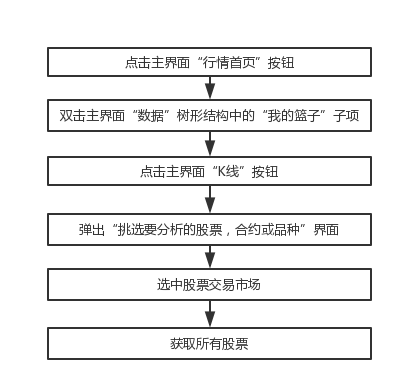 点击主界面“行情首页”按钮
双击主界面“数据”树形结构中的“我的篮子”子项
点击主界面“K线”按钮
弹出“挑选要分析的股票，合约或品种”界面
选中股票交易市场
获取所有股票